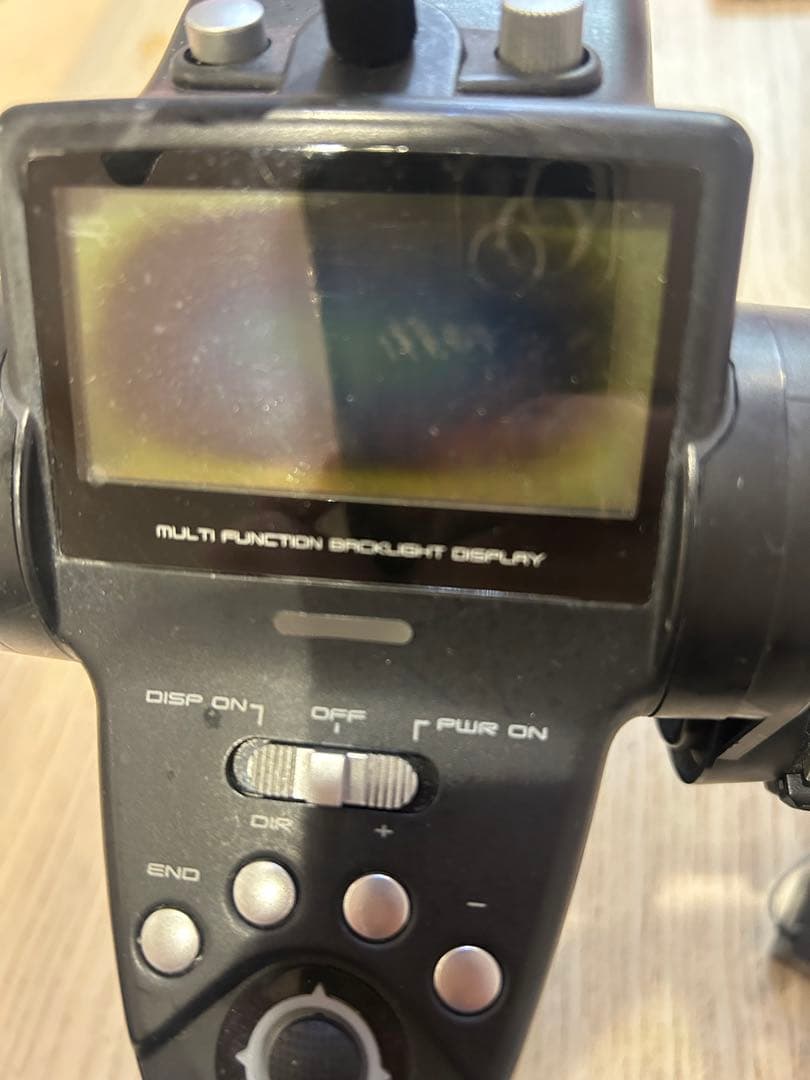 MULTI FUNCTION BACKLIGHT DISPLAY
DISP ON
OFF
PWR ON
DIR
+
END
-